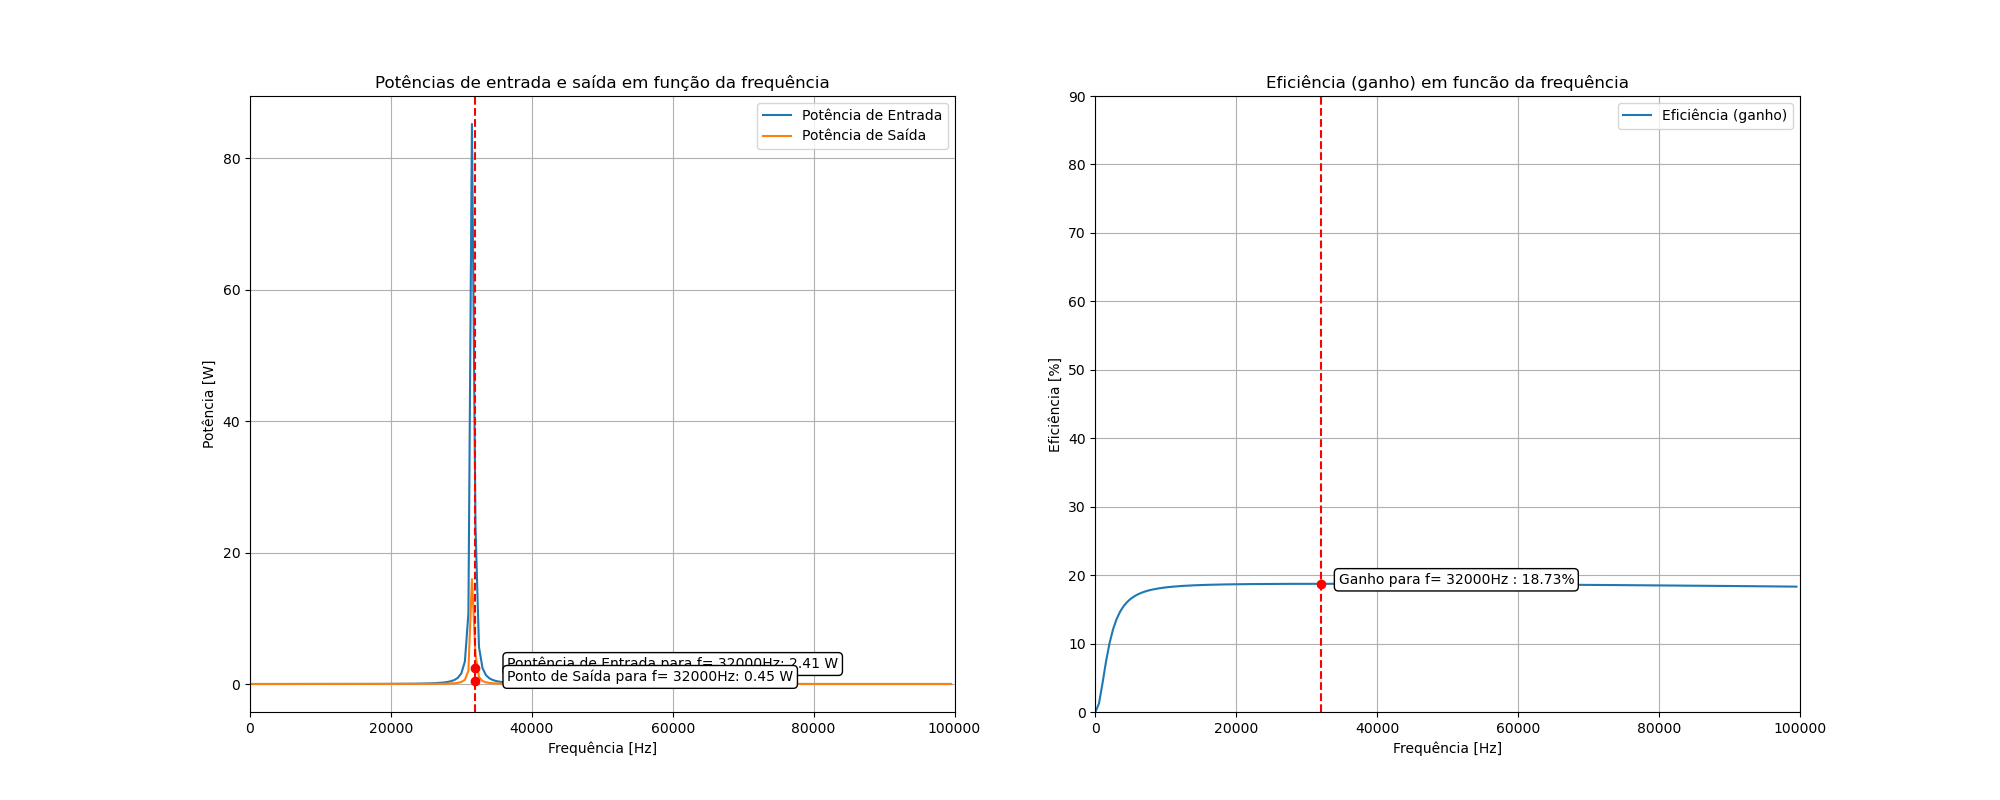 Potências de entrada e saída em função da frequência
Potência de Entrada
Potência de Saída
80
60
40
20
0
Potência [W]
Pontência de Entrada para f= 32000Hz: 2.41 W
Ponto de Saída para f= 32000Hz: 0.45 W
0 20000 40000 60000 80000 100000
Frequência [Hz]
Eficiência (ganho) em funcão da frequência
Eficiência (ganho)
90
80
70
60
50
40
30
20
10
0
Eficiência [%]
Ganho para f= 32000Hz : 18.73%
0 20000 40000 60000 80000 100000
Frequência [Hz]